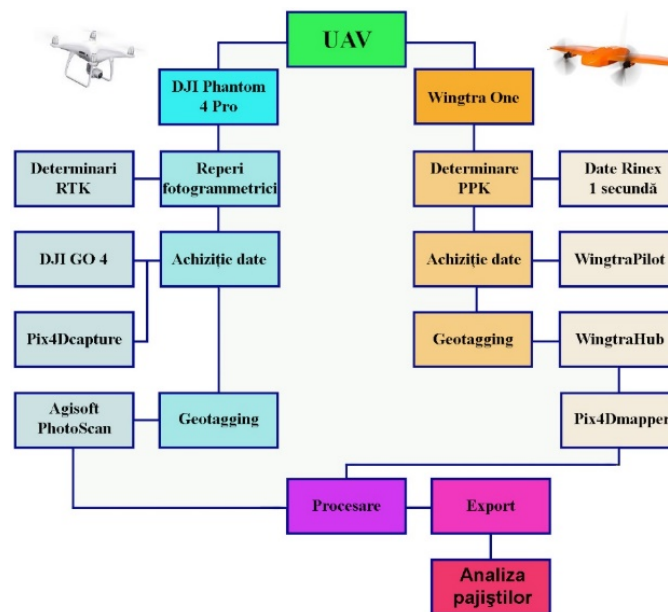 UAV
DJI Phantom
4 Pro
Wingtra One
Determinari
RTK
Reperi
fotogrammetrici
Determinare
PPK
Date Rinex
1 secundă
DJI GO 4
Achiziție date
Achiziție date
WingtraPilot
Pix4Dcapture
Geotagging
WingtraHub
Agisoft
PhotoScan
Geotagging
Pix4Dmapper
Procesare
Export
Analiza
pajiştilor